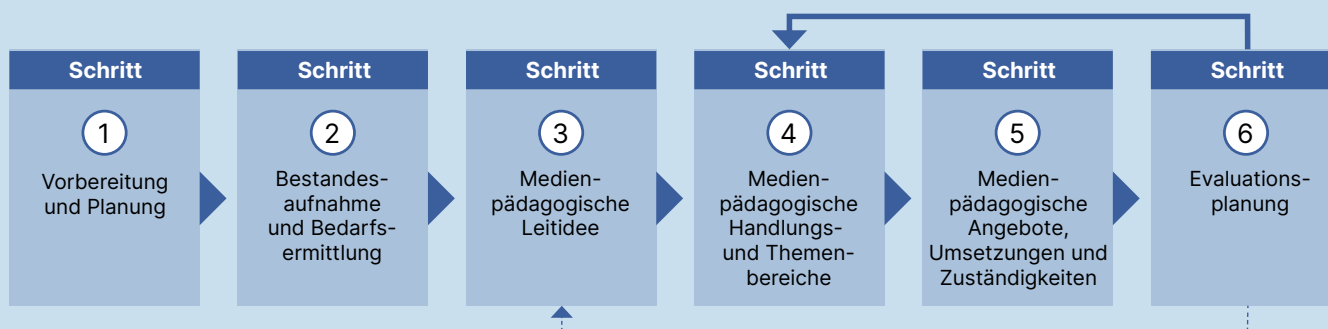 Schritt
1
Vorbereitung
und Planung
Schritt
2
Bestandes-
aufnahme
und Bedarfs-
ermittlung
Schritt
3
Medien-
pädagogische
Leitidee
Schritt
4
Medien-
pädagogische
Handlungs-
und Themen-
bereiche
Schritt
5
Medien-
pädagogische
Angebote,
Umsetzungen und
Zuständigkeiten
Schritt
6
Evaluations-
planung